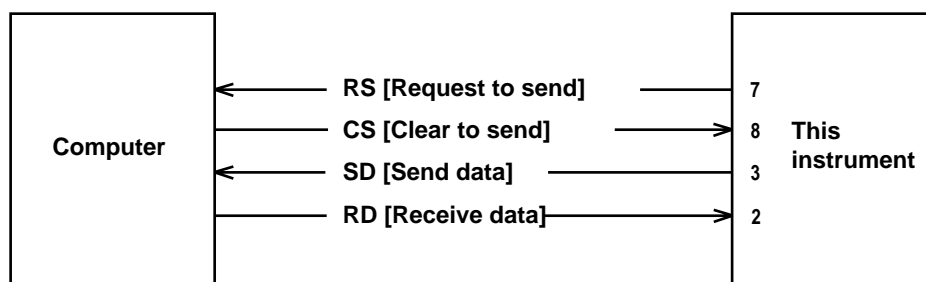 RS [Request to send] 7
CS [Clear to send] 8
Computer
This
instrument
SD [Send data] 3
RD [Receive data] 2